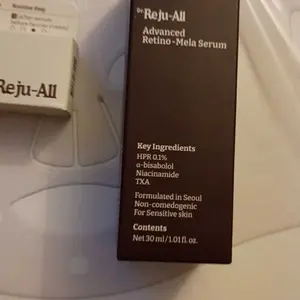 Reju-All
Dr. Reju-All
Advanced
Retino-Mela Serum
Key Ingredients
HPR 0.1%
α-bisabolol
Niacinamide
TXA
Formulated in Seoul
Non-comedogenic
For Sensitive skin
Contents
Net 30 ml/1.01 fl. oz.